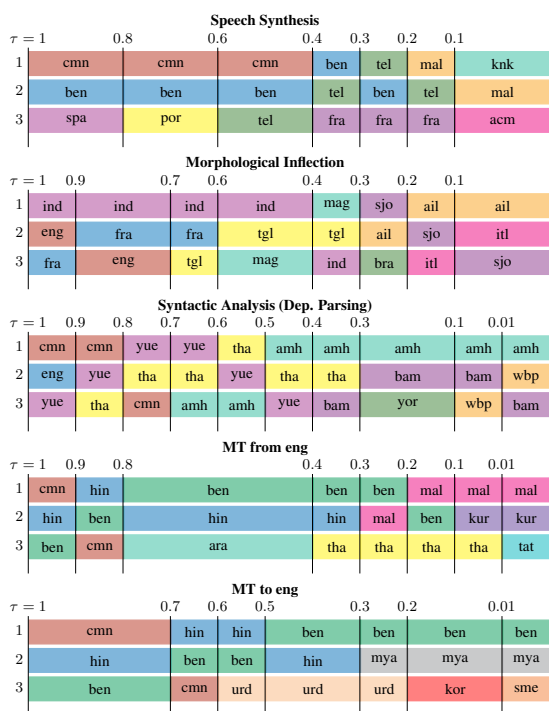 Speech Synthesis
τ = 1 0.8 0.6 0.4 0.3 0.2 0.1
1 cmn cmn cmn ben tel mal knk
2 ben ben ben tel ben tel mal
3 spa por tel fra fra fra acm
Morphological Inflection
τ = 1 0.9 0.7 0.6 0.4 0.3 0.2 0.1
1 ind ind ind ind mag sjo ail ail
2 eng fra fra tgl tgl ail sjo itl
3 fra eng tgl mag ind bra itl sjo
Syntactic Analysis (Dep. Parsing)
τ = 1 0.9 0.8 0.7 0.6 0.5 0.4 0.3 0.1 0.01
1 cmn cmn yue yue tha amh amh amh amh amh
2 eng yue tha tha yue tha tha bam bam wbp
3 yue tha cmn amh amh yue bam yor wbp bam
MT from eng
τ = 1 0.9 0.8 0.4 0.3 0.2 0.1 0.01
1 cmn hin ben ben ben mal mal mal
2 hin ben hin hin mal ben kur kur
3 ben cmn ara tha tha tha tha tat
MT to eng
τ = 1 0.7 0.6 0.5 0.3 0.2 0.01
1 cmn hin hin ben ben ben ben
2 hin ben ben hin mya mya mya
3 ben cmn urd urd urd kor sme